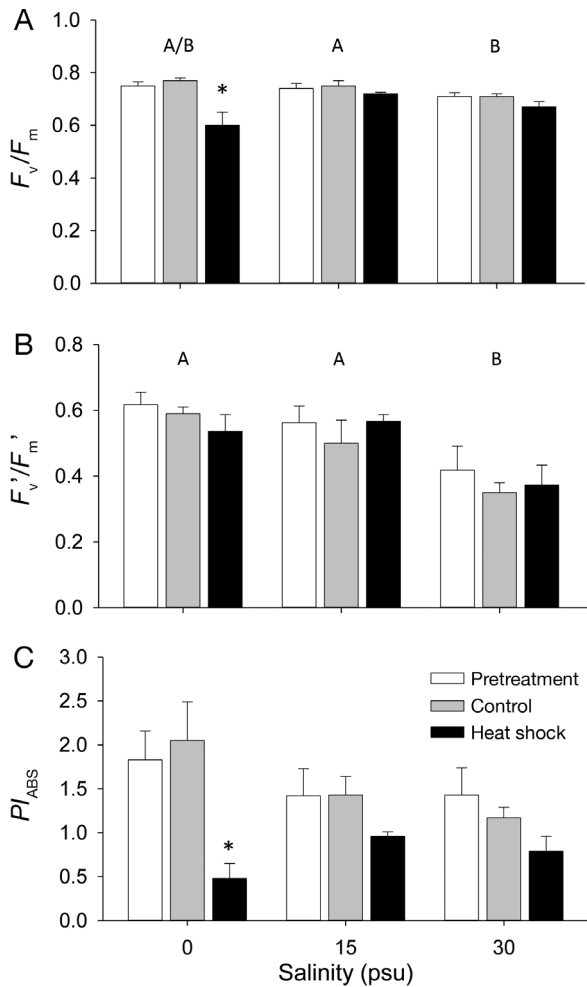 A
1.0
A/B
A
B
0.8
*
0.6
0.4
0.2
0.0
Fv/Fm
B
0.8
A
A
B
0.6
0.4
0.2
0.0
Fv'/Fm'
C
3.0
Pretreatment
2.5
Control
2.0
Heat shock
1.5
1.0
*
0.5
0.0
PIABS
0
15
30
Salinity (psu)